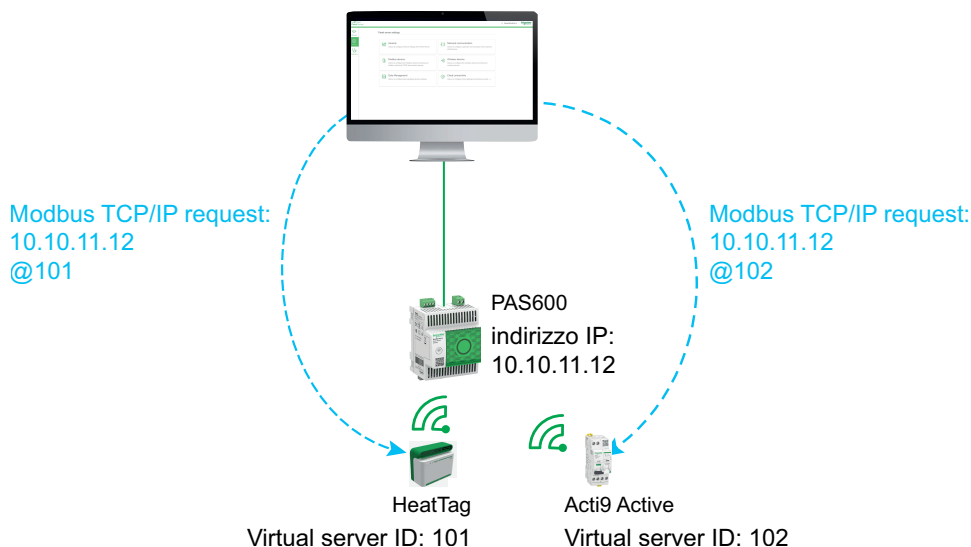 Modbus TCP/IP request:
10.10.11.12
@101
Modbus TCP/IP request:
10.10.11.12
@102
PAS600
indirizzo IP:
10.10.11.12
HeatTag
Virtual server ID: 101
Acti9 Active
Virtual server ID: 102